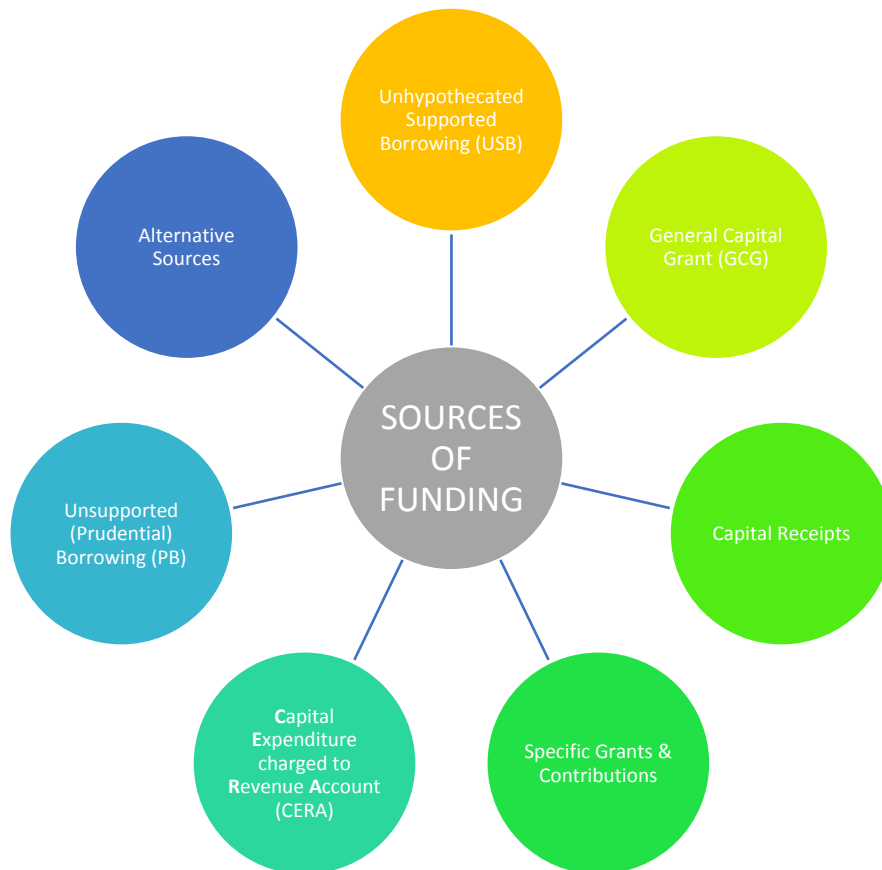 Unhypothecated
Supported
Borrowing (USB)
Alternative
Sources
General Capital
Grant (GCG)
SOURCES
OF
FUNDING
Unsupported
(Prudential)
Borrowing (PB)
Capital Receipts
Capital
Expenditure
charged to
Revenue Account
(CERA)
Specific Grants &
Contributions